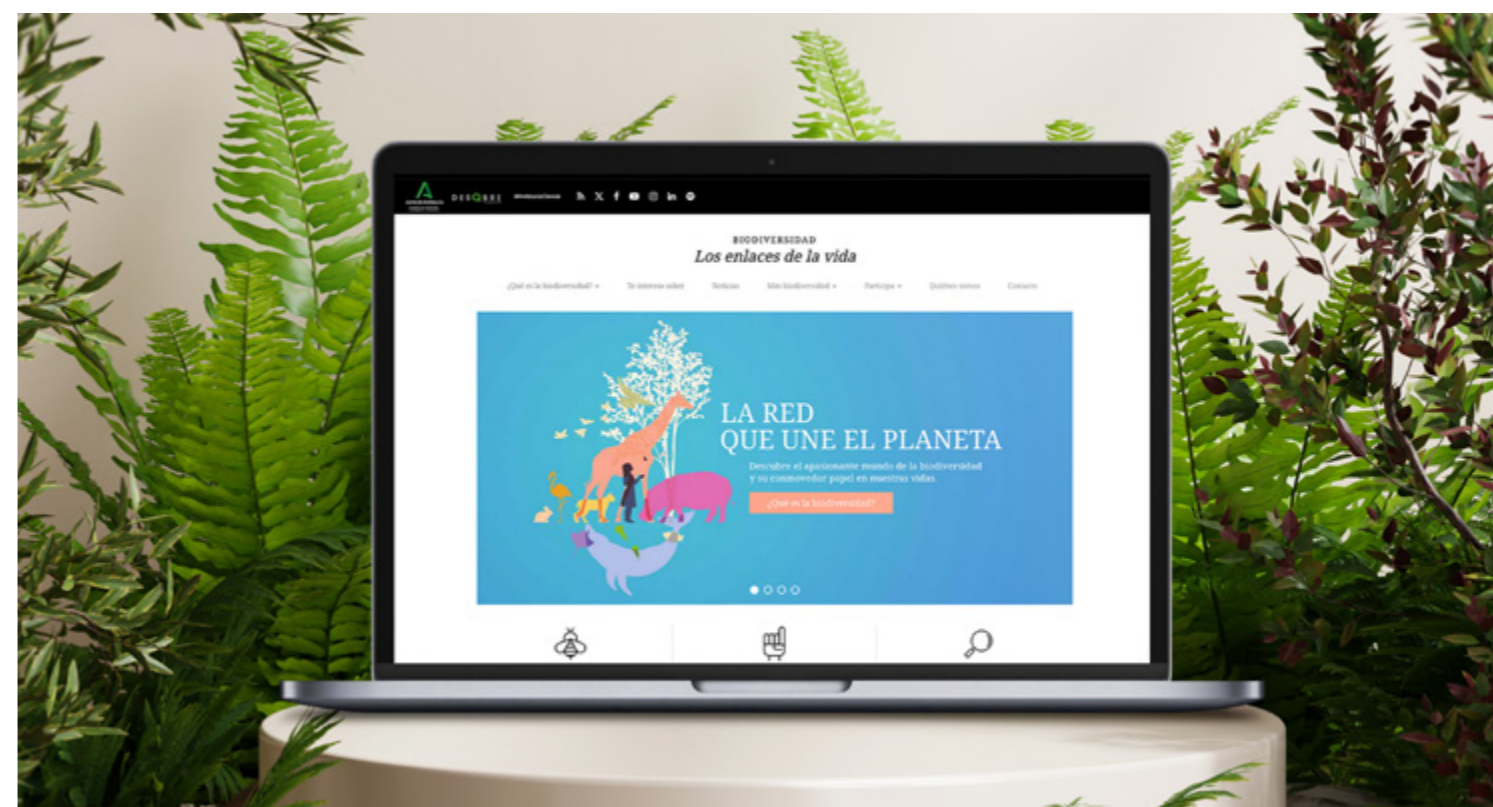 DESQBRE
BIODIVERSIDAD
Los enlaces de la vida
¿Qué es la biodiversidad? Te interesa saber Noticias Más biodiversidad Participa Quiénes somos Contacto
LA RED
QUE UNE EL PLANETA
Descubre el apasionante mundo de la biodiversidad
y su conmovedor papel en nuestras vidas.
¿Qué es la biodiversidad?